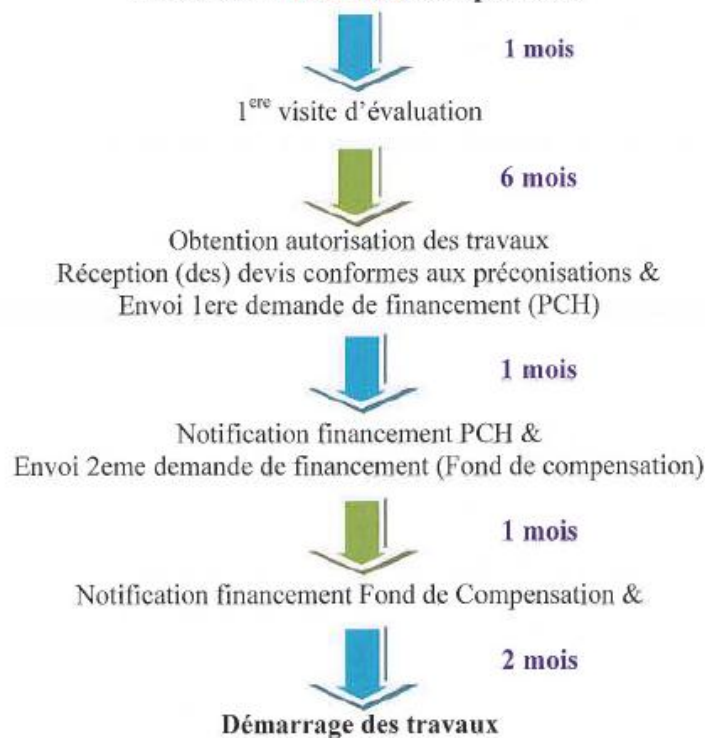 1 mois
1ere visite d'évaluation
6 mois
Obtention autorisation des travaux
Réception (des) devis conformes aux préconisations &
Envoi 1ere demande de financement (PCH)
1 mois
Notification financement PCH &
Envoi 2eme demande de financement (Fond de compensation)
1 mois
Notification financement Fond de Compensation &
2 mois
Démarrage des travaux